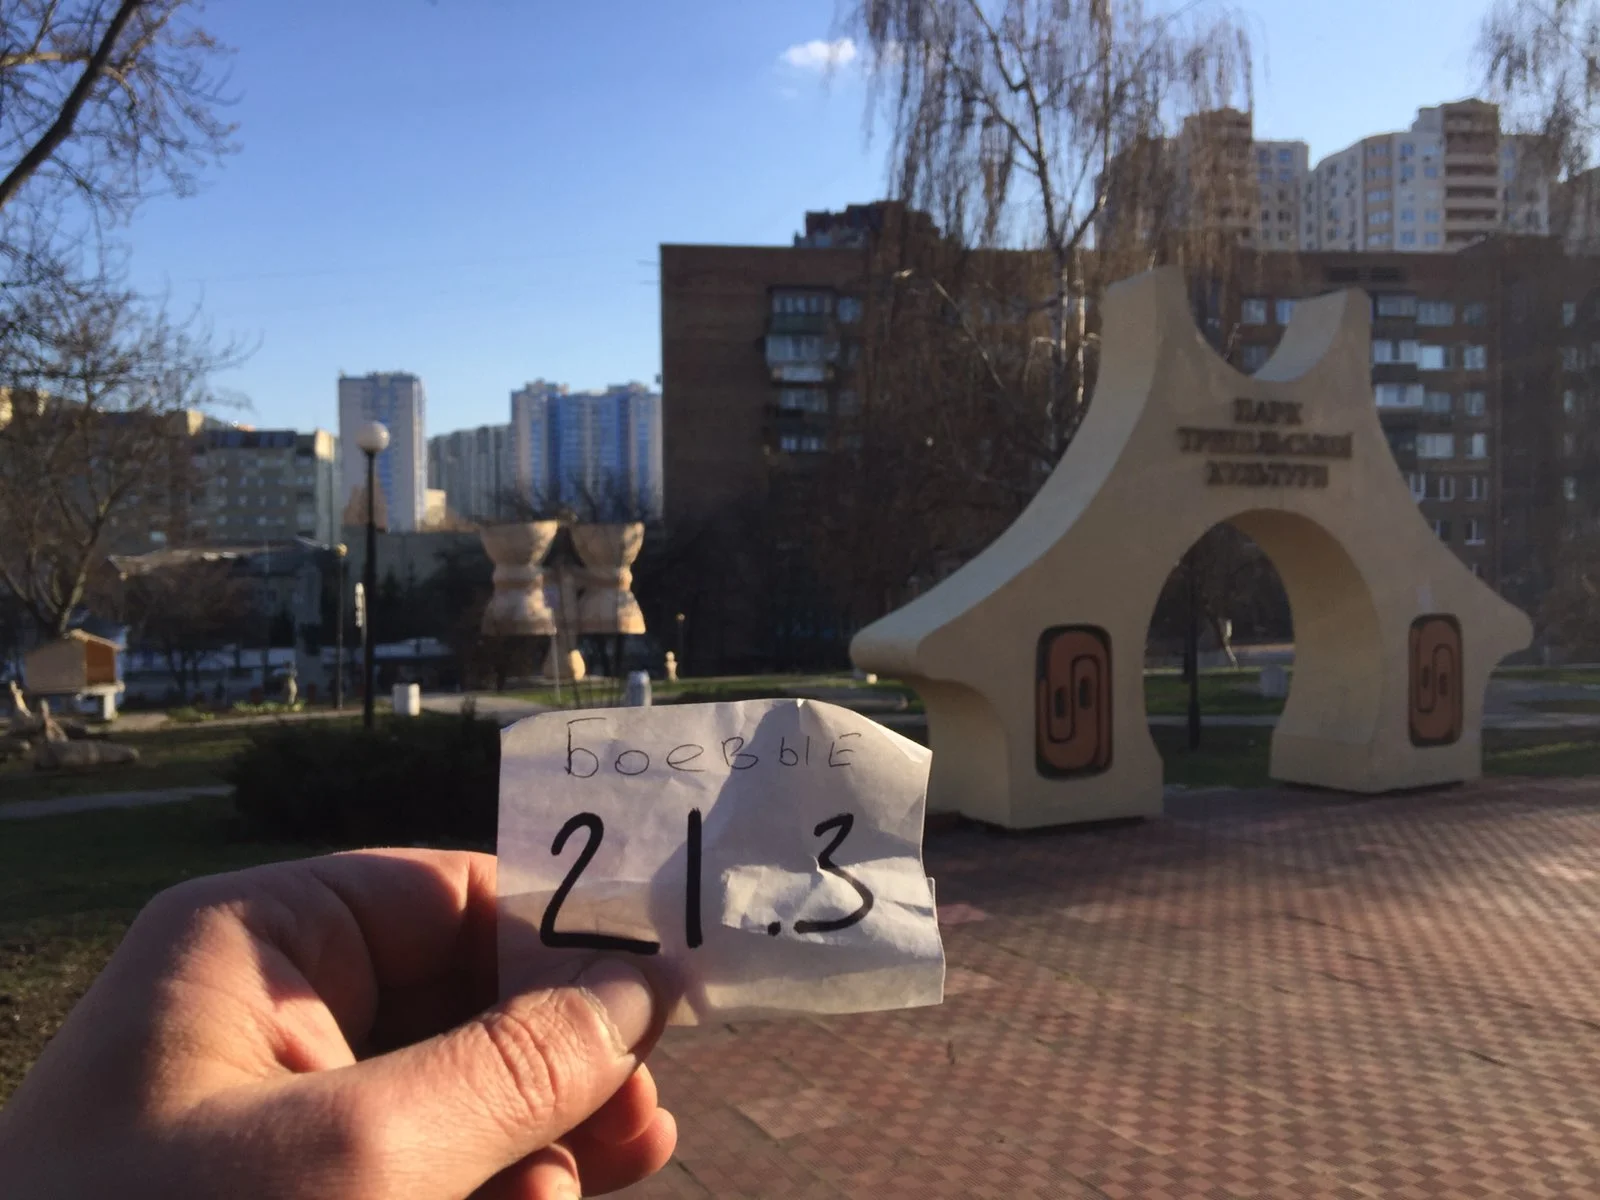 ПАРК
ТРИПІЛЬСЬКОЇ
КУЛЬТУРИ
Боевые
21.3